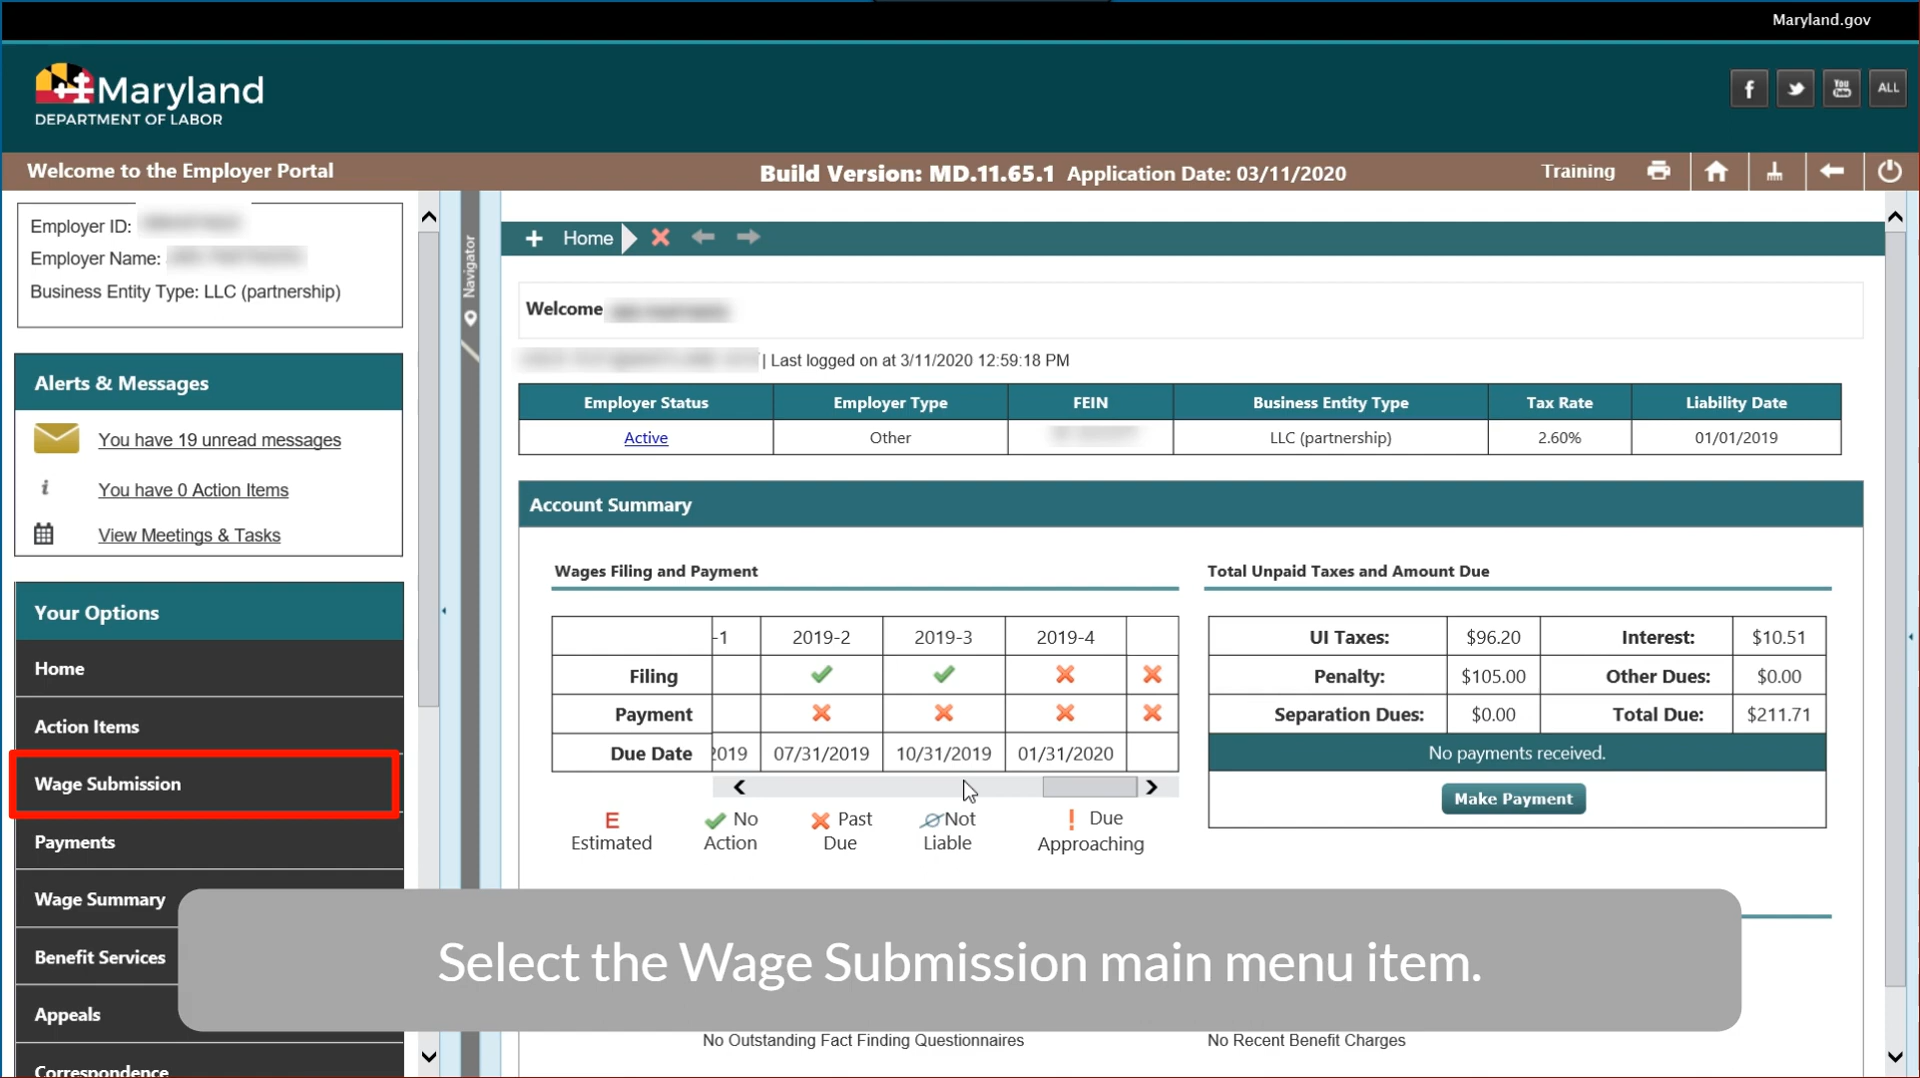 Maryland.gov
Maryland
DEPARTMENT OF LABOR
f
You Tube
ALL
Welcome to the Employer Portal
Build Version: MD.11.65.1 Application Date: 03/11/2020
Training
Employer ID:
Employer Name:
Business Entity Type: LLC (partnership)
Alerts & Messages
You have 19 unread messages
i You have 0 Action Items
View Meetings & Tasks
Your Options
Home
Action Items
Wage Submission
Payments
Wage Summary
Benefit Services
Appeals
Correspondence
Navigator
+ Home
Welcome
| Last logged on at 3/11/2020 12:59:18 PM
Employer Status Employer Type FEIN Business Entity Type Tax Rate Liability Date
Active Other LLC (partnership) 2.60% 01/01/2019
Account Summary
Wages Filing and Payment
-1 2019-2 2019-3 2019-4
Filing
Payment
Due Date 2019 07/31/2019 10/31/2019 01/31/2020
E Estimated
No Action
Past Due
Not Liable
! Due Approaching
Total Unpaid Taxes and Amount Due
UI Taxes: $96.20 Interest: $10.51
Penalty: $105.00 Other Dues: $0.00
Separation Dues: $0.00 Total Due: $211.71
No payments received.
Make Payment
Select the Wage Submission main menu item.
No Outstanding Fact Finding Questionnaires
No Recent Benefit Charges